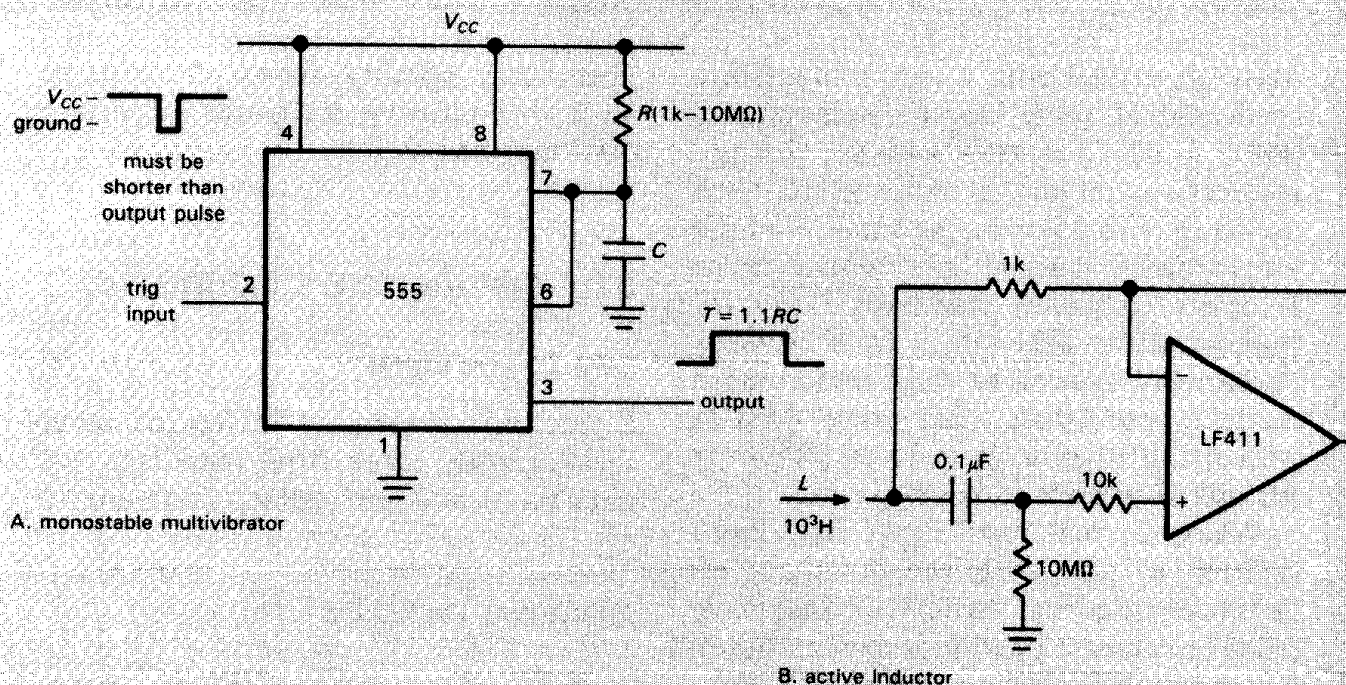 V_CC
V_CC –
ground –
must be
shorter than
output pulse
4
8
R(1k–10MΩ)
7
C
trig
input
2
555
6
T = 1.1RC
3
output
1
A. monostable multivibrator
1k
–
LF411
0.1μF
10k
+
L
10³H
10MΩ
B. active inductor